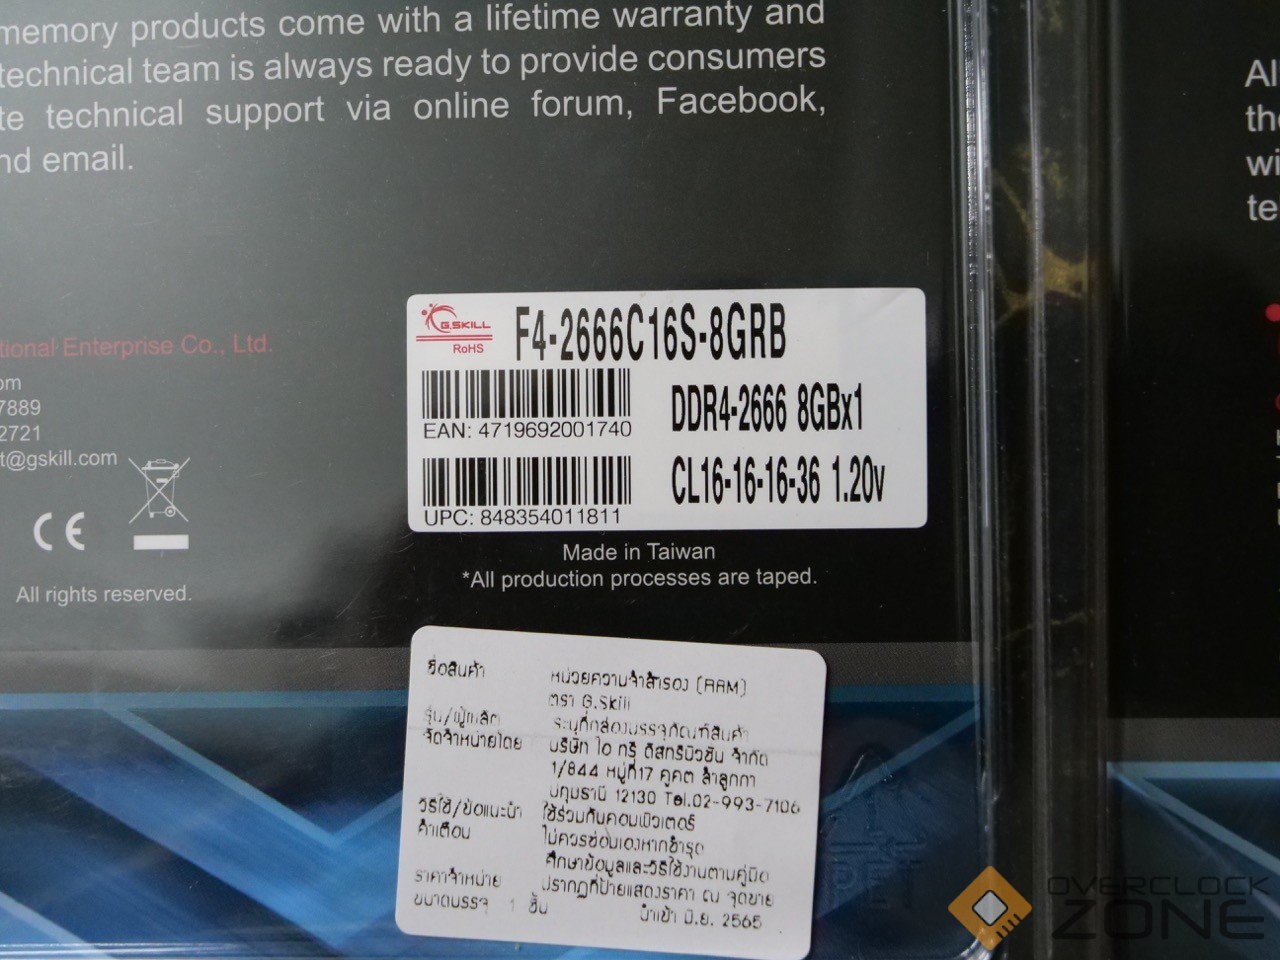 memory products come with a lifetime warranty and
technical team is always ready to provide consumers
te technical support via online forum, Facebook,
nd email.
tional Enterprise Co., Ltd.
om
7889
2721
t@gskill.com
CE
All rights reserved.
G.SKILL
RoHS
F4-2666C16S-8GRB
EAN: 4719692001740
DDR4-2666 8GBx1
UPC: 848354011811
CL16-16-16-36 1.20v
Made in Taiwan
*All production processes are taped.
ชื่อสินค้า หน่วยความจำสำรอง (RAM)
ตรา G.Skill
รุ่น/ผู้ผลิต ระบุที่กล่องบรรจุภัณฑ์สินค้า
จัดจำหน่ายโดย บริษัท ไอ ทรี ดิสทริบิวชั่น จำกัด
1/844 หมู่ที่17 คูคต ลำลูกกา
ปทุมธานี 12130 Tel.02-993-7106
วิธีใช้/ข้อแนะนำ ใช้ร่วมกับคอมพิวเตอร์
คำเตือน ไม่ควรซ่อมเองหากชำรุด
ศึกษาข้อมูลและวิธีใช้งานตามคู่มือ
ราคาจำหน่าย ปรากฏที่ป้ายแสดงราคา ณ จุดขาย
ขนาดบรรจุ 1 ชิ้น นำเข้า มิ.ย. 2565
PET
Al
the
wi
te
OVERCLOCK
ZONE